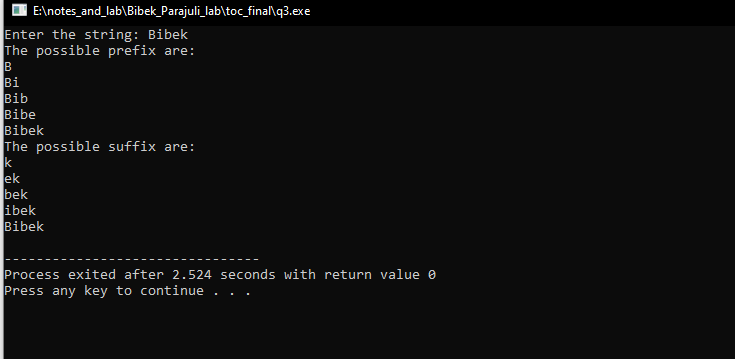 E:\notes_and_lab\Bibek_Parajuli_lab\toc_final\q3.exe
Enter the string: Bibek
The possible prefix are:
B
Bi
Bib
Bibe
Bibek
The possible suffix are:
k
ek
bek
ibek
Bibek
--------------------------------
Process exited after 2.524 seconds with return value 0
Press any key to continue . . .